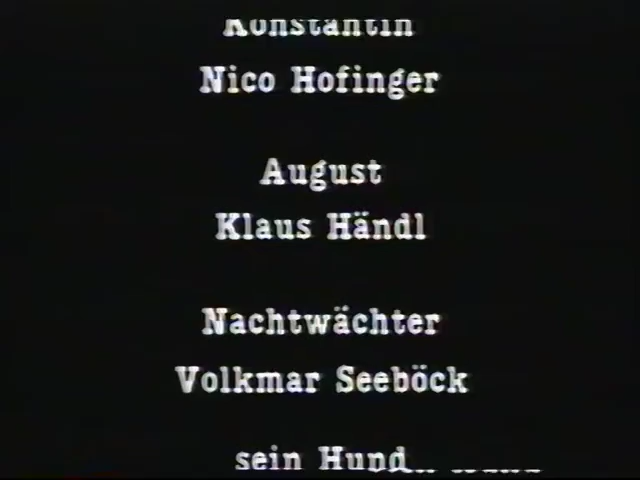 Konstantin
Nico Hofinger
August
Klaus Händl
Nachtwächter
Volkmar Seeböck
sein Hund